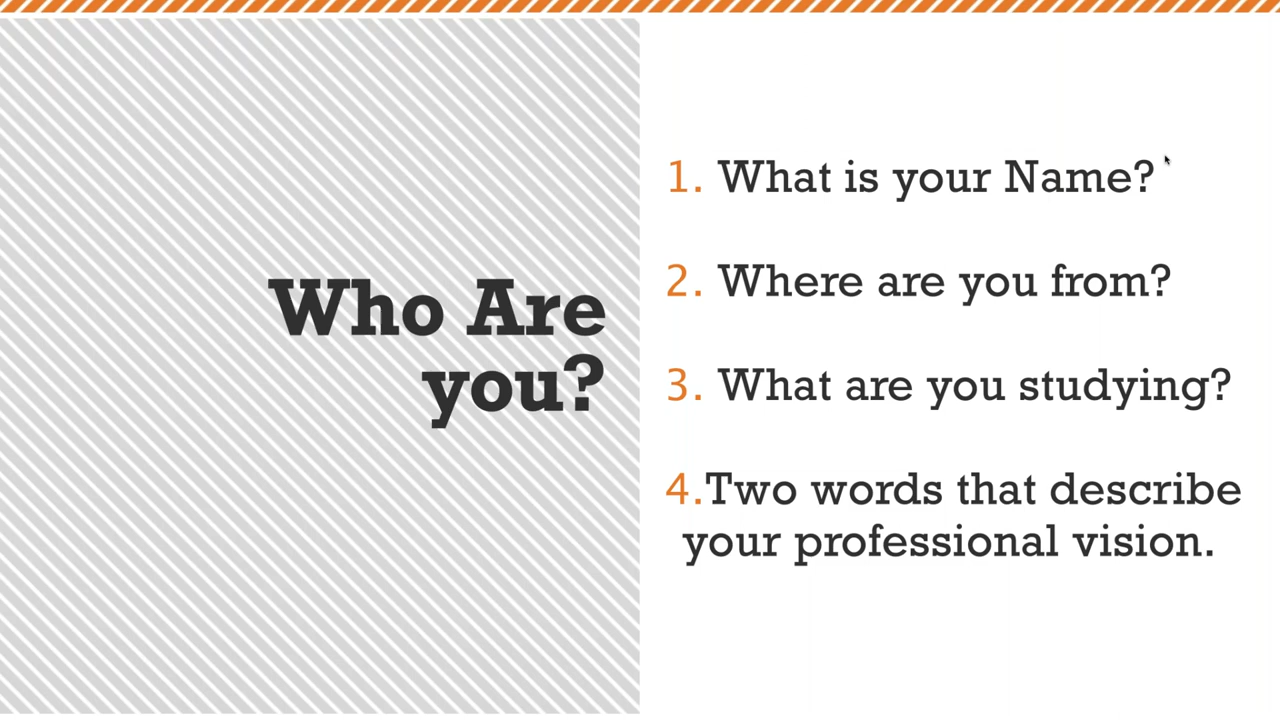 Who Are
you?
1. What is your Name?
2. Where are you from?
3. What are you studying?
4.Two words that describe
your professional vision.